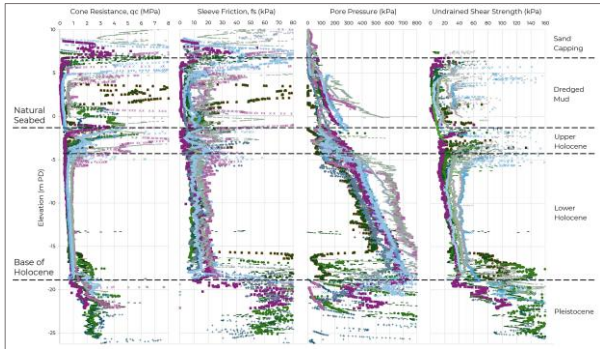 Cone Resistance, qc (MPa)
Sleeve Friction, fs (kPa)
Pore Pressure (kPa)
Undrained Shear Strength (kPa)
0 1 2 3 4 5 6 7 8
0 10 20 30 40 50 60 70 80
0 100 200 300 400 500 600 700 800
0 20 40 60 80 100 120 140 160
10
Sand
Capping
5
Dredged
Mud
0
Natural
Seabed
Upper
Holocene
-5
Elevation (m PD)
Lower
Holocene
-10
-15
Base of
Holocene
-20
Pleistocene
-25